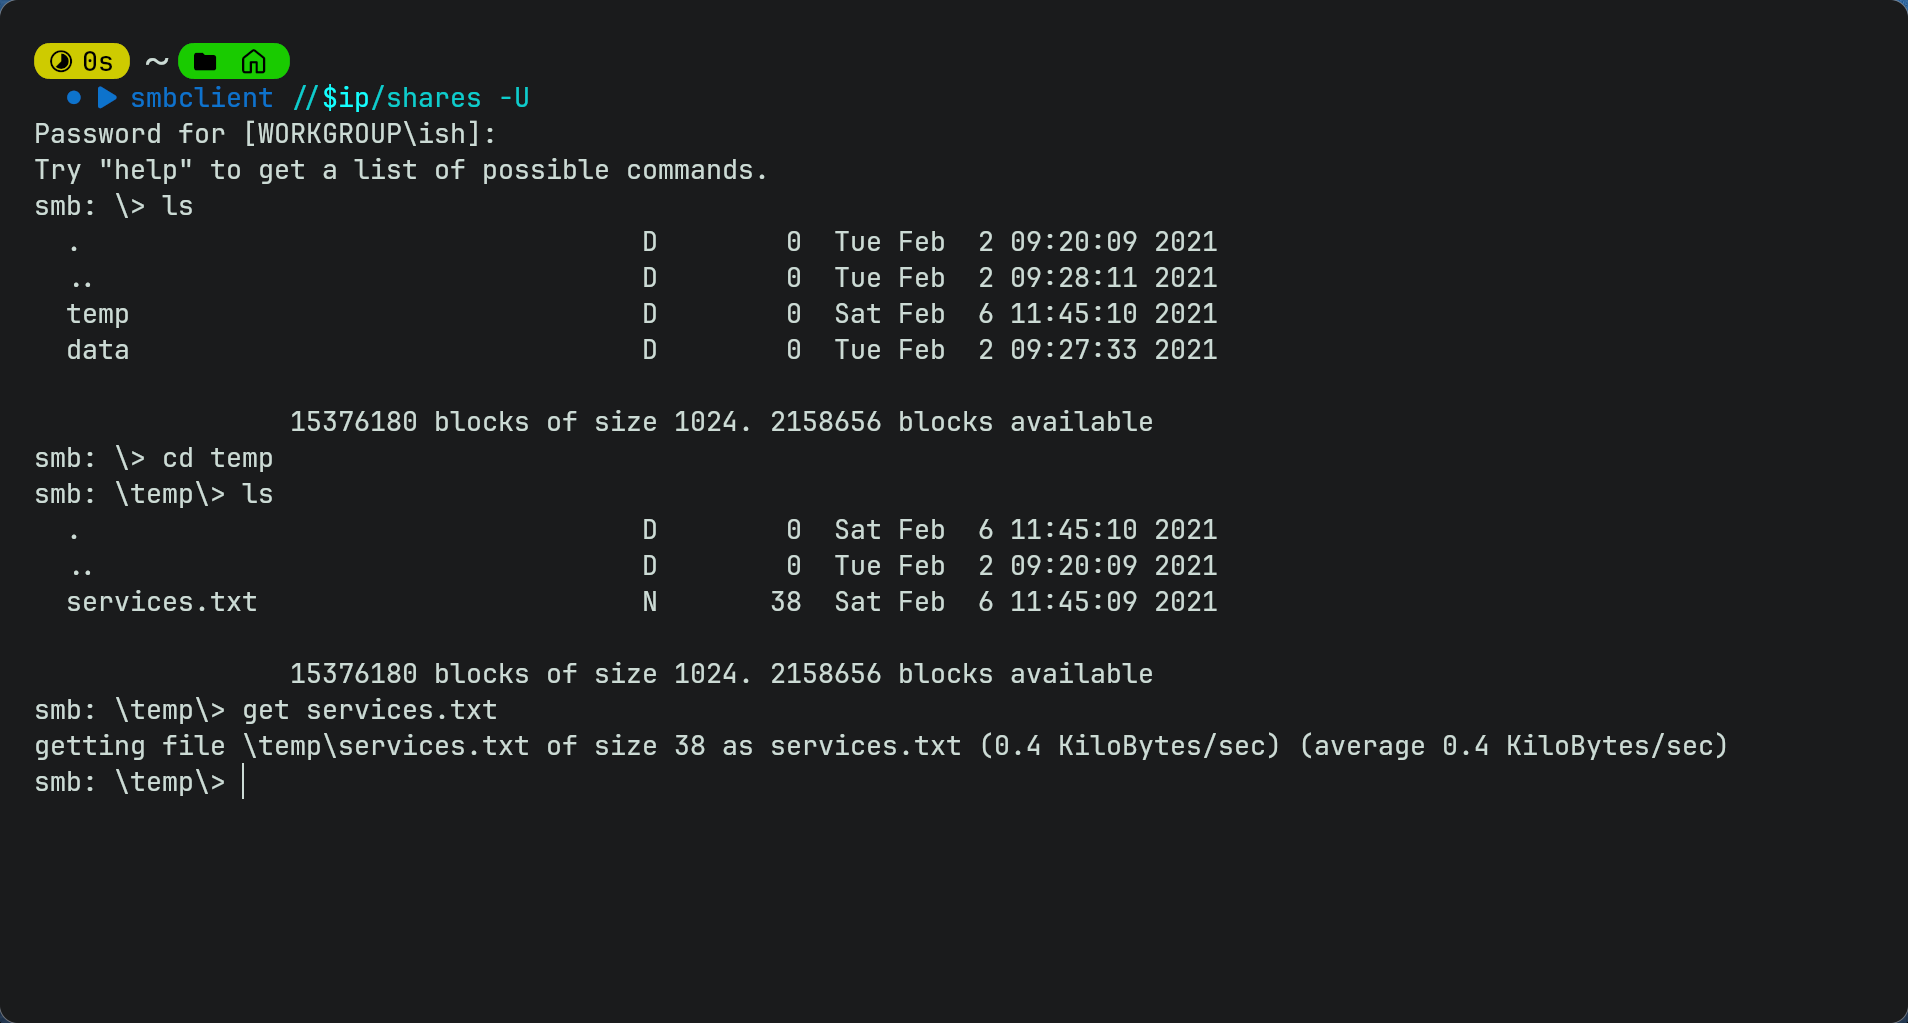 0s ~
smbclient //$ip/shares -U
Password for [WORKGROUP\ish]:
Try "help" to get a list of possible commands.
smb: \> ls
  .                                   D        0  Tue Feb  2 09:20:09 2021
  ..                                  D        0  Tue Feb  2 09:28:11 2021
  temp                                D        0  Sat Feb  6 11:45:10 2021
  data                                D        0  Tue Feb  2 09:27:33 2021
                15376180 blocks of size 1024. 2158656 blocks available
smb: \> cd temp
smb: \temp\> ls
  .                                   D        0  Sat Feb  6 11:45:10 2021
  ..                                  D        0  Tue Feb  2 09:20:09 2021
  services.txt                        N       38  Sat Feb  6 11:45:09 2021
                15376180 blocks of size 1024. 2158656 blocks available
smb: \temp\> get services.txt
getting file \temp\services.txt of size 38 as services.txt (0.4 KiloBytes/sec) (average 0.4 KiloBytes/sec)
smb: \temp\>